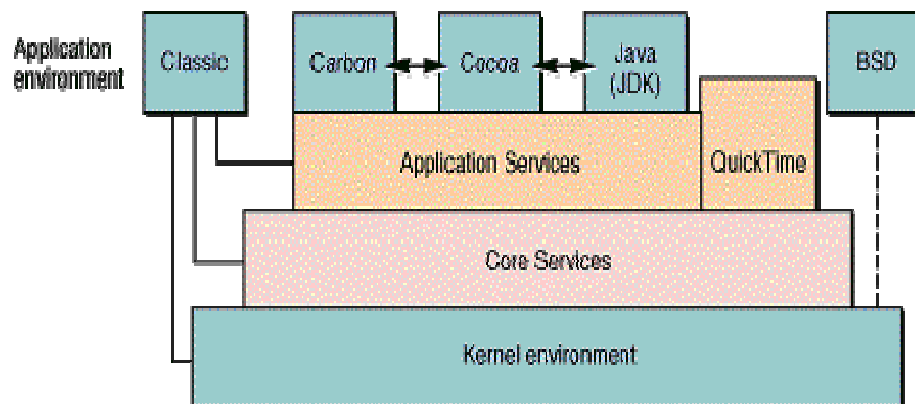 Application
environment
Classic
Carbon
Cocoa
Java
(JDK)
BSD
Application Services
QuickTime
Core Services
Kernel environment